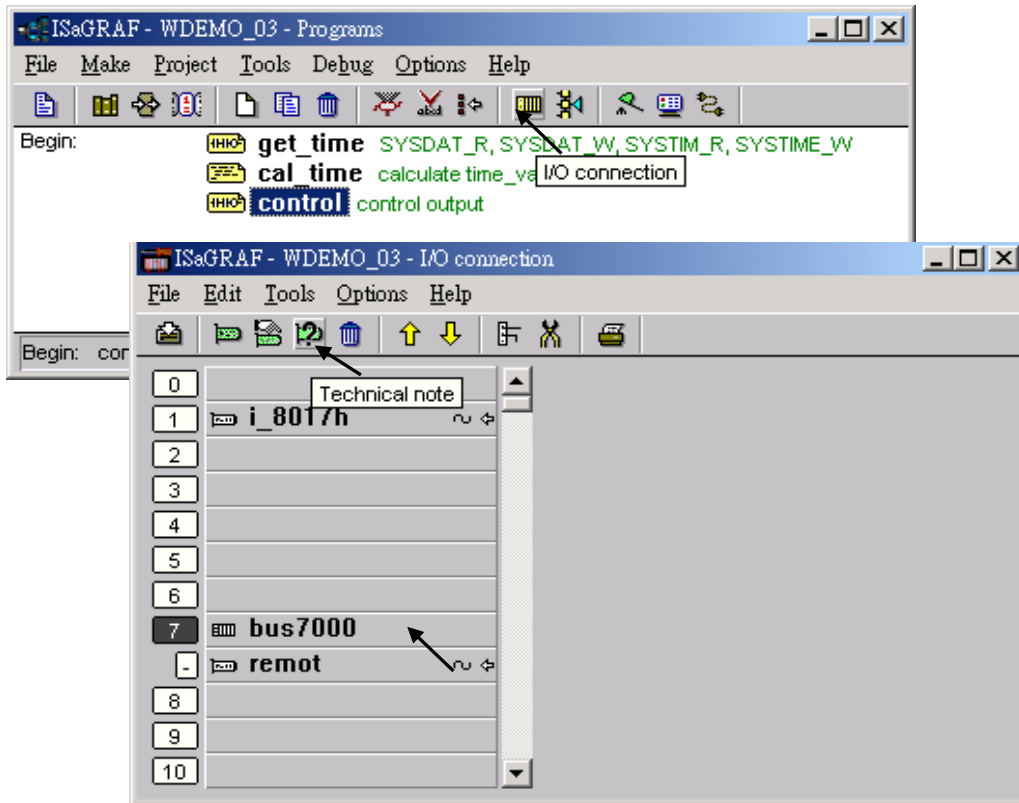 ISaGRAF - WDEMO_03 - Programs
File Make Project Tools Debug Options Help
Begin:
get_time SYSDAT_R, SYSDAT_W, SYSTIM_R, SYSTIME_W
cal_time calculate time_va
I/O connection
control control output
Begin: cor
ISaGRAF - WDEMO_03 - I/O connection
File Edit Tools Options Help
Technical note
0
1 i_8017h
2
3
4
5
6
7 bus7000
- remot
8
9
10